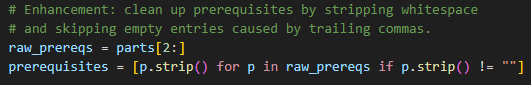 # Enhancement: clean up prerequisites by stripping whitespace
# and skipping empty entries caused by trailing commas.
raw_prereqs = parts[2:]
prerequisites = [p.strip() for p in raw_prereqs if p.strip() != ""]